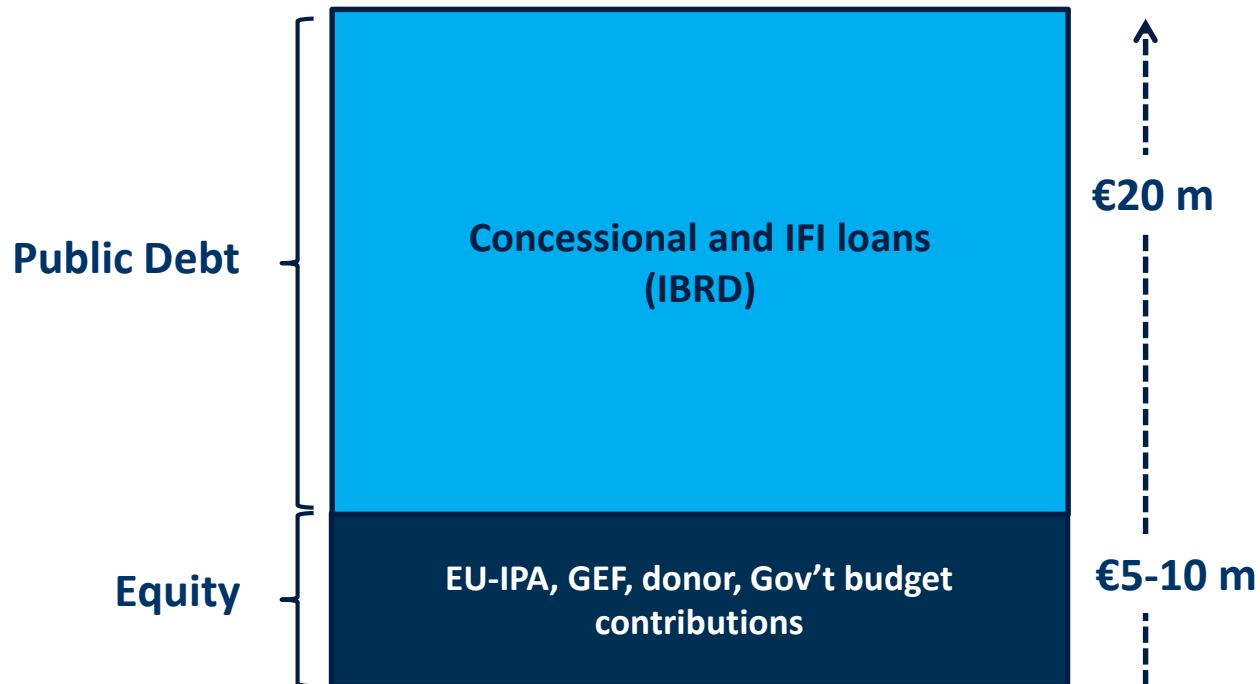 €20 m
Public Debt
Concessional and IFI loans
(IBRD)
Equity
EU-IPA, GEF, donor, Gov't budget
contributions
€5-10 m